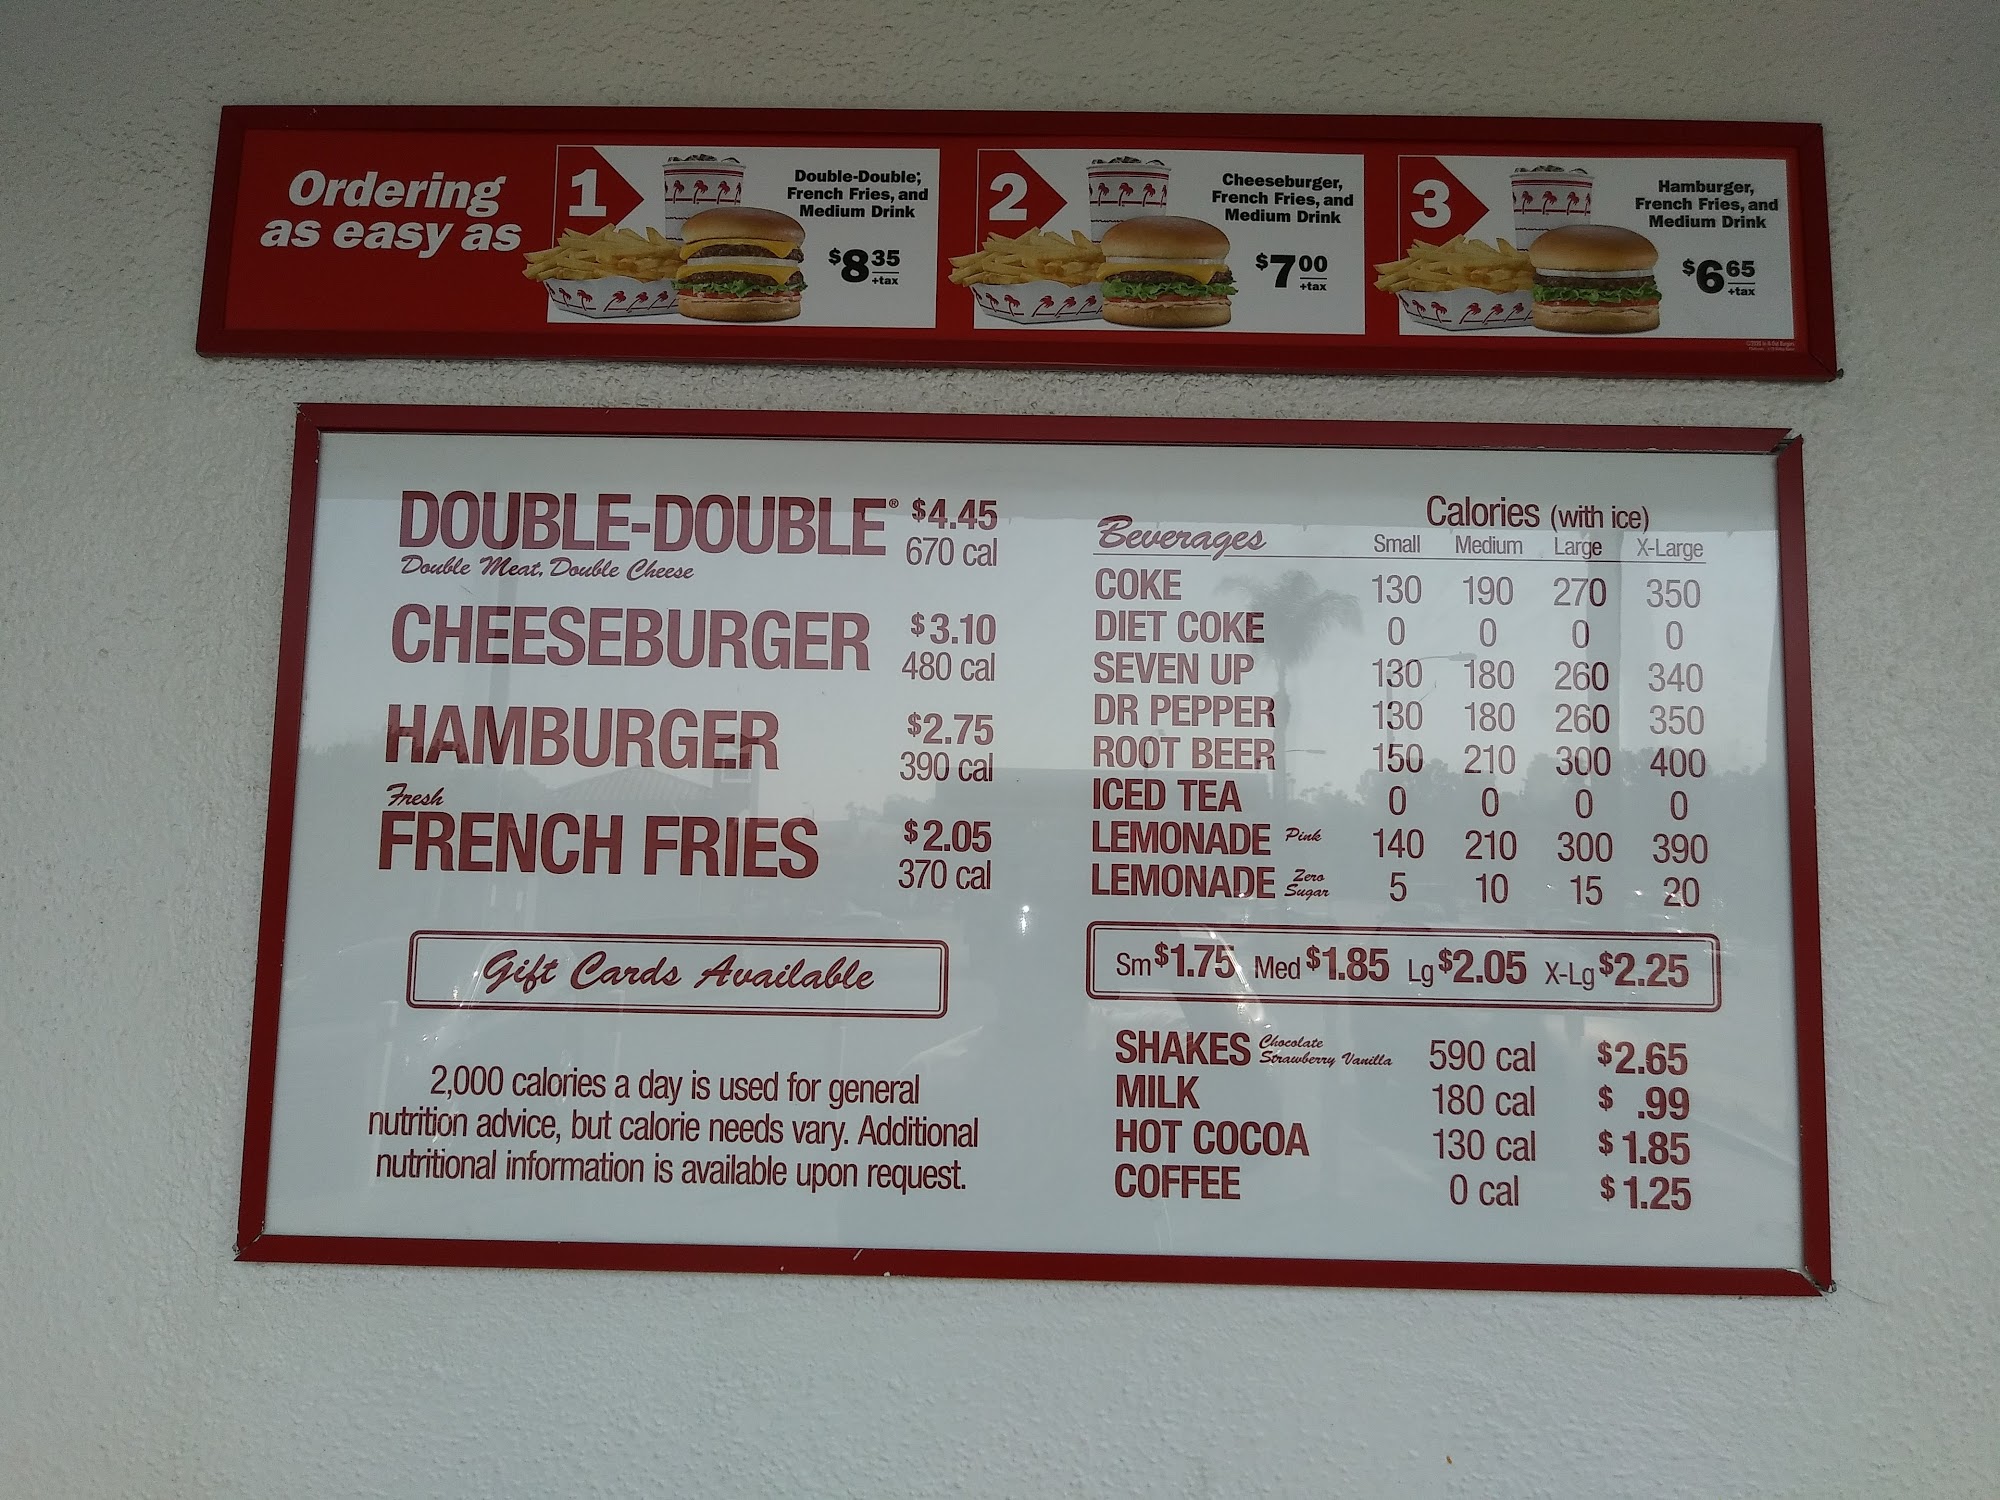 Ordering
as easy as
1
Double-Double;
French Fries, and
Medium Drink
$8 35
+tax
2
Cheeseburger,
French Fries, and
Medium Drink
$7 00
+tax
3
Hamburger,
French Fries, and
Medium Drink
$6 65
+tax
DOUBLE-DOUBLE® $4.45
Double Meat, Double Cheese 670 cal
CHEESEBURGER $3.10
480 cal
HAMBURGER $2.75
390 cal
Fresh
FRENCH FRIES $2.05
370 cal
Gift Cards Available
2,000 calories a day is used for general
nutrition advice, but calorie needs vary. Additional
nutritional information is available upon request.
Calories (with ice)
Beverages Small Medium Large X-Large
COKE 130 190 270 350
DIET COKE 0 0 0 0
SEVEN UP 130 180 260 340
DR PEPPER 130 180 260 350
ROOT BEER 150 210 300 400
ICED TEA 0 0 0 0
LEMONADE Pink 140 210 300 390
LEMONADE Zero Sugar 5 10 15 20
Sm $1.75 Med $1.85 Lg $2.05 X-Lg $2.25
SHAKES Chocolate Strawberry Vanilla 590 cal $2.65
MILK 180 cal $ .99
HOT COCOA 130 cal $1.85
COFFEE 0 cal $1.25